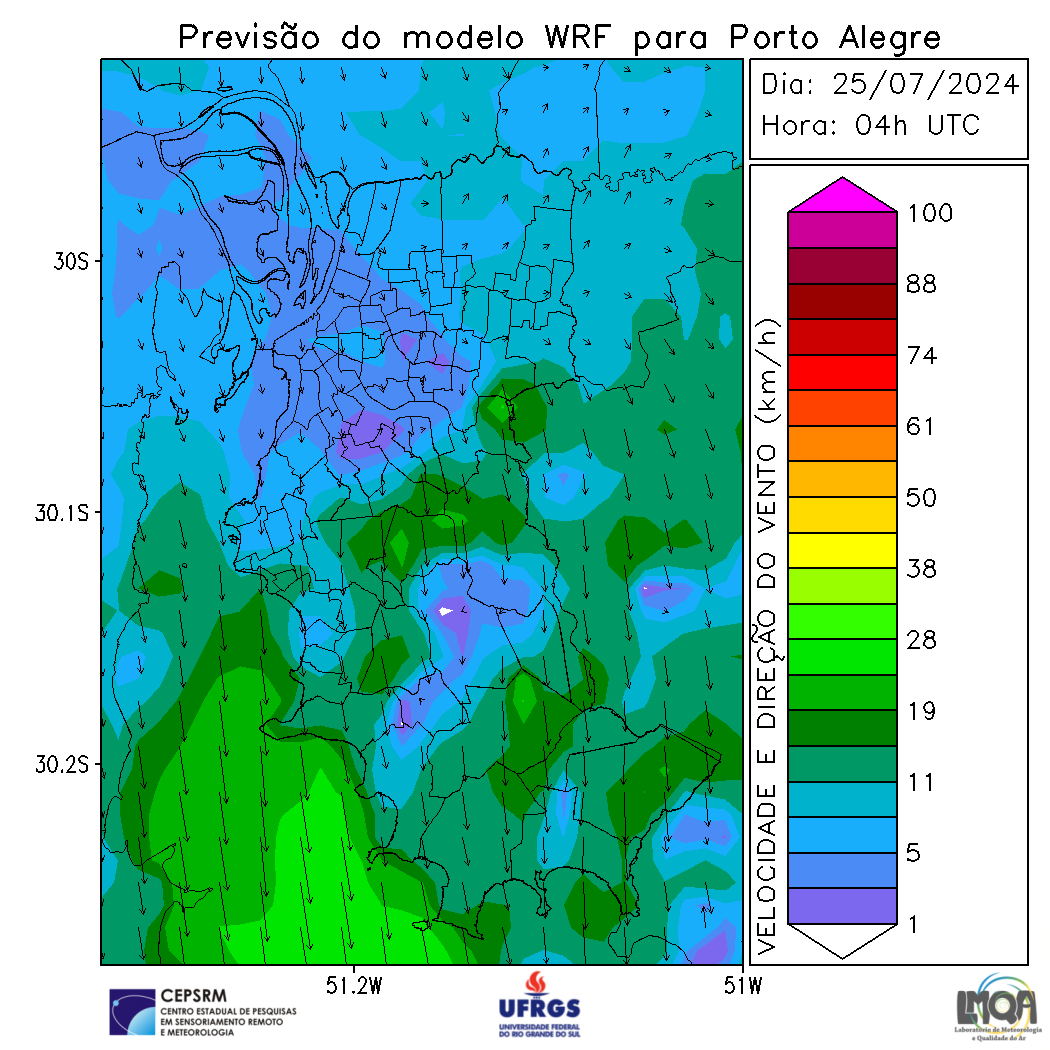 Previsão do modelo WRF para Porto Alegre
Dia: 25/07/2024
Hora: 04h UTC
30S
30.1S
30.2S
51.2W
51W
VELOCIDADE E DIREÇÃO DO VENTO (km/h)
100
88
74
61
50
38
28
19
11
5
1
CEPSRM
CENTRO ESTADUAL DE PESQUISAS
EM SENSORIAMENTO REMOTO
E METEOROLOGIA
UFRGS
UNIVERSIDADE FEDERAL
DO RIO GRANDE DO SUL
LMQA
Laboratório de Meteorologia
e Qualidade do Ar